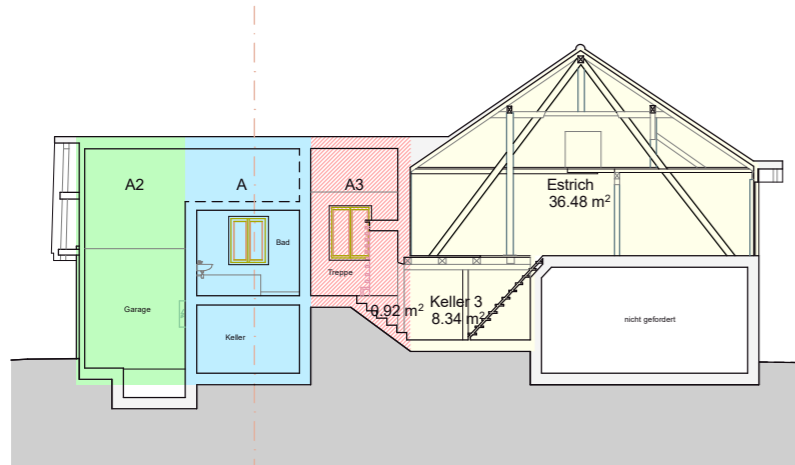 A2
A
A3
Estrich
36.48 m²
Bad
Treppe
Garage
Keller
0.92 m²
Keller 3
8.34 m²
nicht gefordert